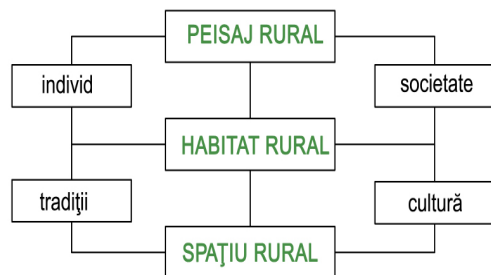 PEISAJ RURAL
individ
societate
HABITAT RURAL
tradiţii
cultură
SPAŢIU RURAL